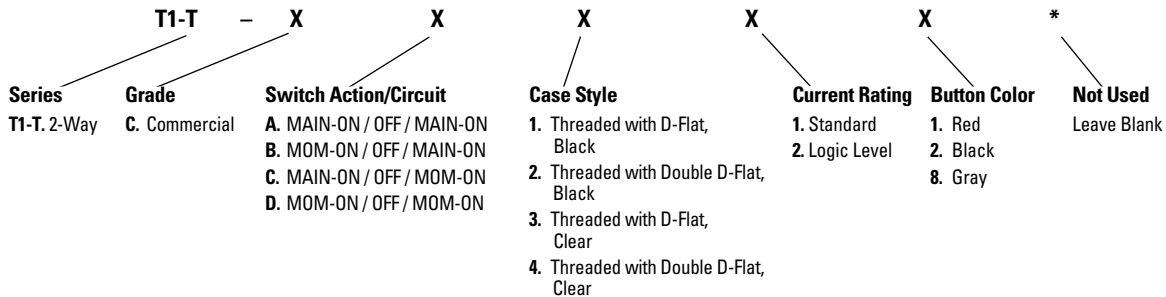 T1-T – X X X X X *
Series
T1-T. 2-Way
Grade
C. Commercial
Switch Action/Circuit
A. MAIN-ON / OFF / MAIN-ON
B. MOM-ON / OFF / MAIN-ON
C. MAIN-ON / OFF / MOM-ON
D. MOM-ON / OFF / MOM-ON
Case Style
1. Threaded with D-Flat,
Black
2. Threaded with Double D-Flat,
Black
3. Threaded with D-Flat,
Clear
4. Threaded with Double D-Flat,
Clear
Current Rating
1. Standard
2. Logic Level
Button Color
1. Red
2. Black
8. Gray
Not Used
Leave Blank